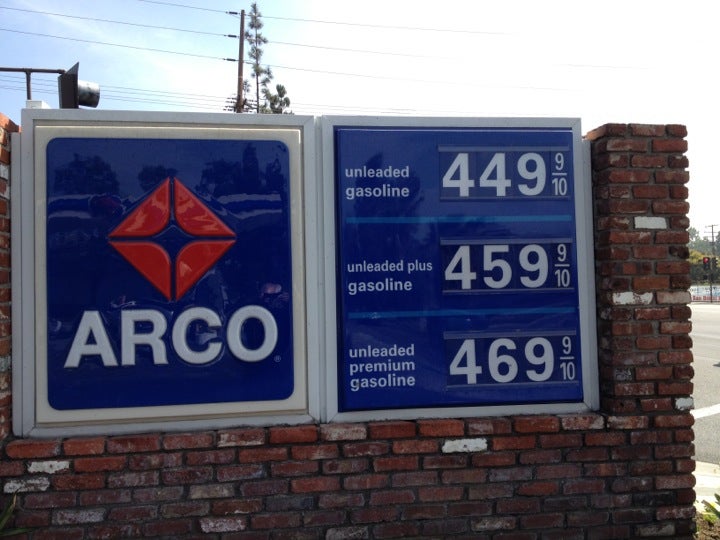 ARCO
unleaded
gasoline
449 9/10
unleaded plus
gasoline
459 9/10
unleaded
premium
gasoline
469 9/10